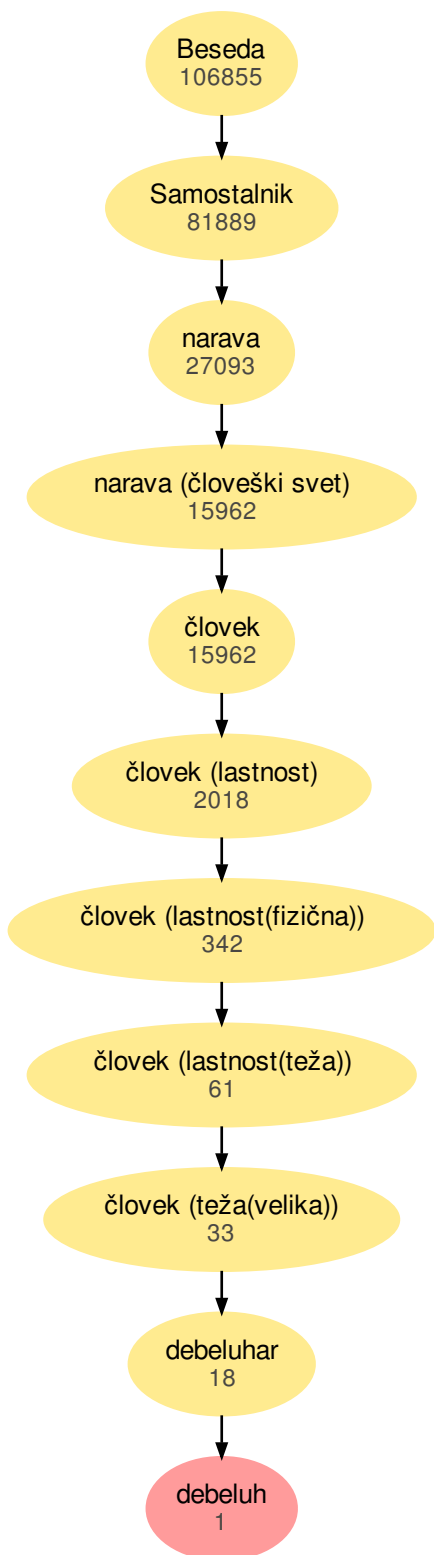 Beseda
106855
Samostalnik
81889
narava
27093
narava (človeški svet)
15962
človek
15962
človek (lastnost)
2018
človek (lastnost(fizična))
342
človek (lastnost(teža))
61
človek (teža(velika))
33
debeluhar
18
debeluh
1